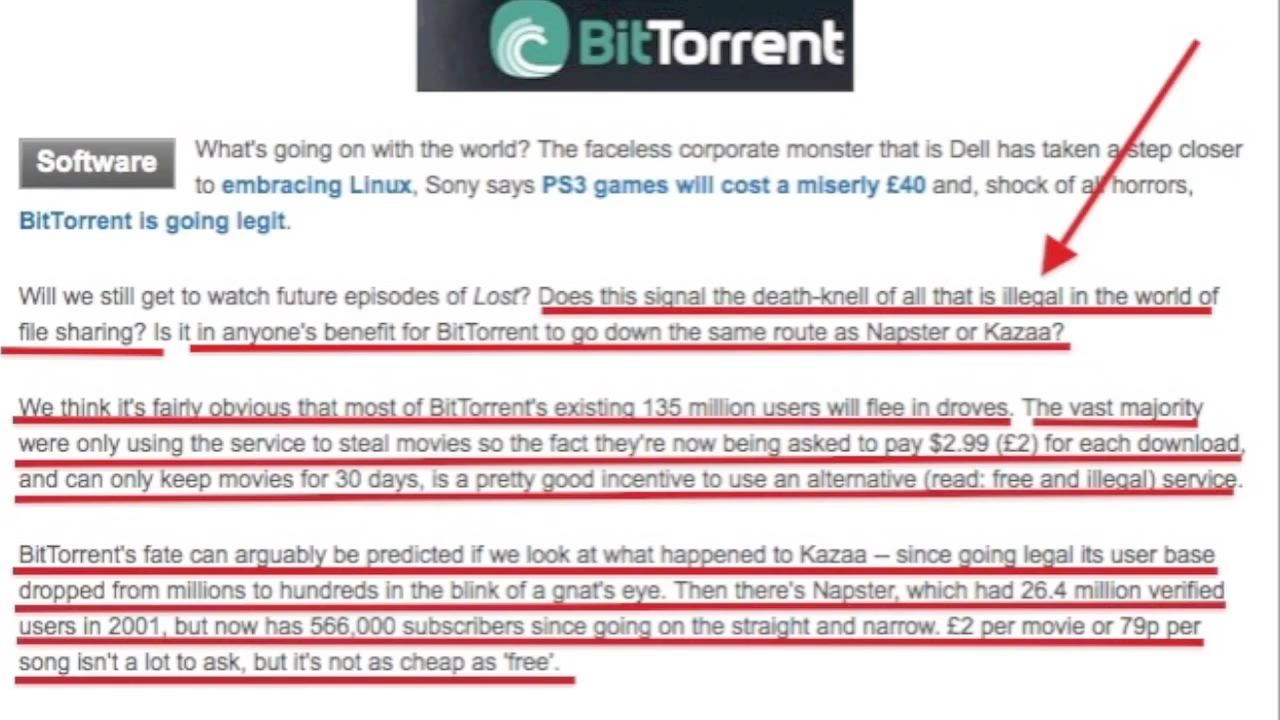 BitTorrent
Software
What's going on with the world? The faceless corporate monster that is Dell has taken a step closer
to embracing Linux, Sony says PS3 games will cost a miserly £40 and, shock of all horrors,
BitTorrent is going legit.
Will we still get to watch future episodes of Lost? Does this signal the death-knell of all that is illegal in the world of
file sharing? Is it in anyone's benefit for BitTorrent to go down the same route as Napster or Kazaa?
We think it's fairly obvious that most of BitTorrent's existing 135 million users will flee in droves. The vast majority
were only using the service to steal movies so the fact they're now being asked to pay $2.99 (£2) for each download,
and can only keep movies for 30 days, is a pretty good incentive to use an alternative (read: free and illegal) service.
BitTorrent's fate can arguably be predicted if we look at what happened to Kazaa – since going legal its user base
dropped from millions to hundreds in the blink of a gnat's eye. Then there's Napster, which had 26.4 million verified
users in 2001, but now has 566,000 subscribers since going on the straight and narrow. £2 per movie or 79p per
song isn't a lot to ask, but it's not as cheap as 'free'.